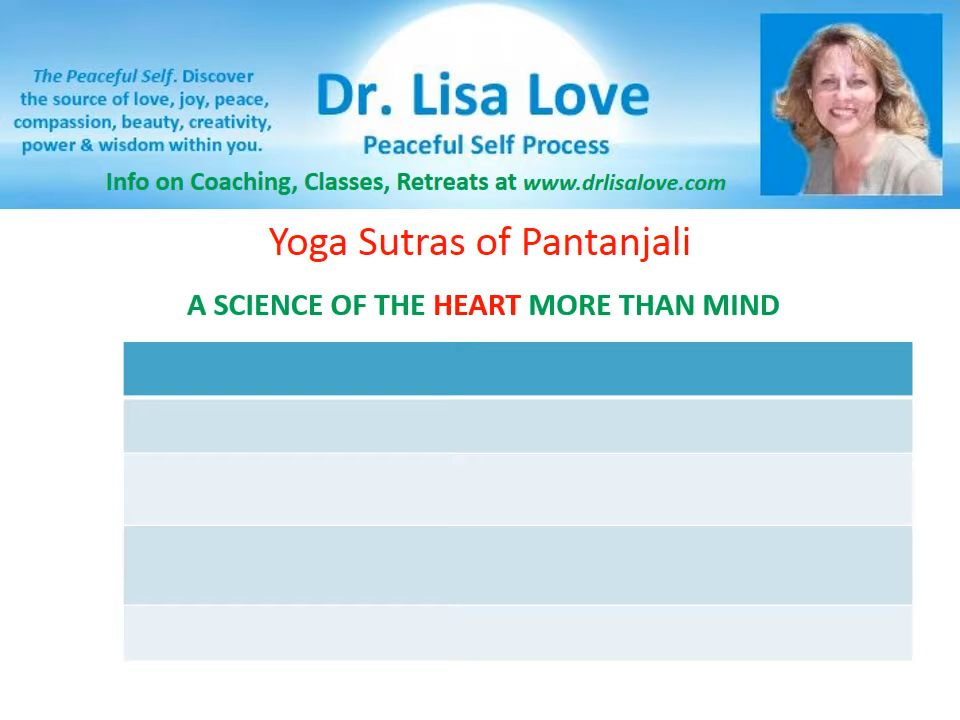 The Peaceful Self. Discover
the source of love, joy, peace,
compassion, beauty, creativity,
power & wisdom within you.
Dr. Lisa Love
Peaceful Self Process
Info on Coaching, Classes, Retreats at www.drlisalove.com
Yoga Sutras of Pantanjali
A SCIENCE OF THE HEART MORE THAN MIND